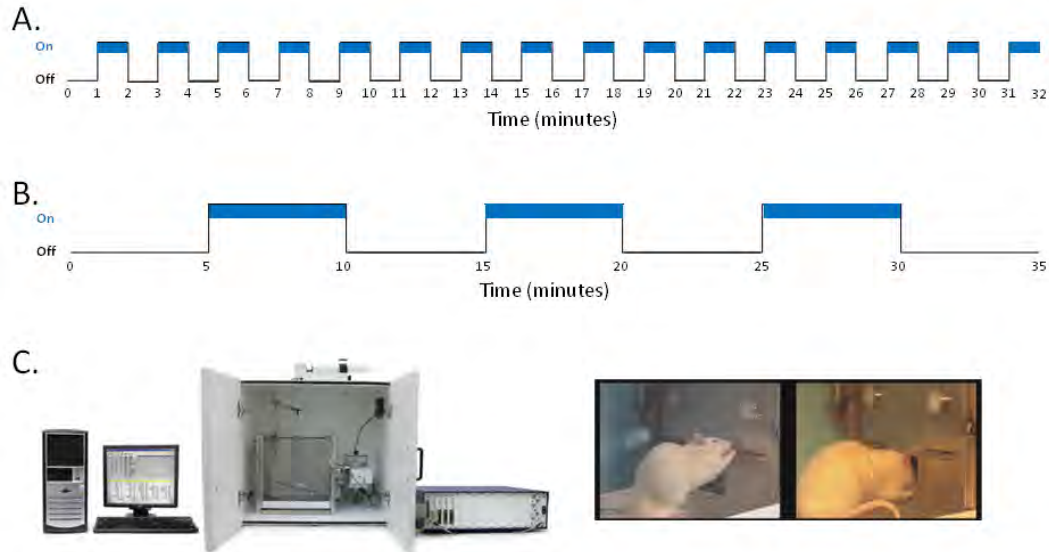 A.
On
Off
0 1 2 3 4 5 6 7 8 9 10 11 12 13 14 15 16 17 18 19 20 21 22 23 24 25 26 27 28 29 30 31 32
Time (minutes)
B.
On
Off
0 5 10 15 20 25 30 35
Time (minutes)
C.